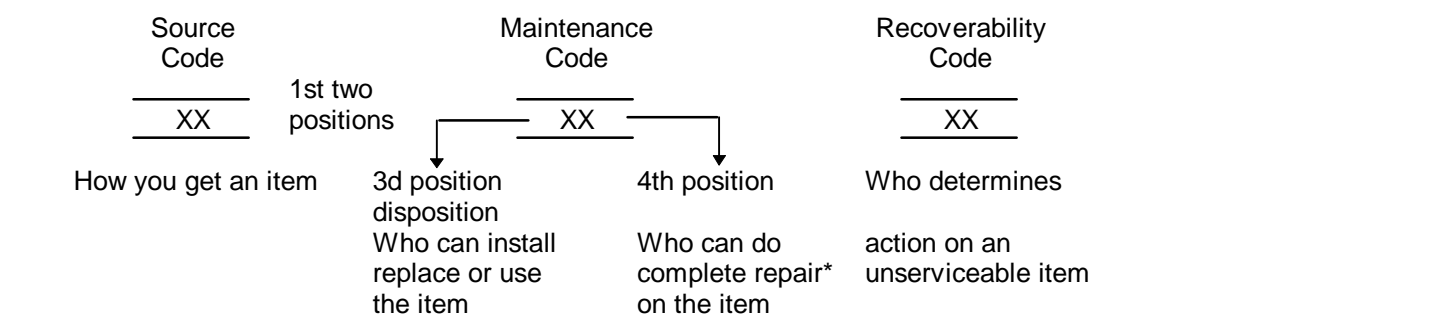 Source
Code
Maintenance
Code
Recoverability
Code
XX
1st two
positions
XX
XX
How you get an item
3d position
disposition
Who can install
replace or use
the item
4th position
Who can do
complete repair*
on the item
Who determines
action on an
unserviceable item